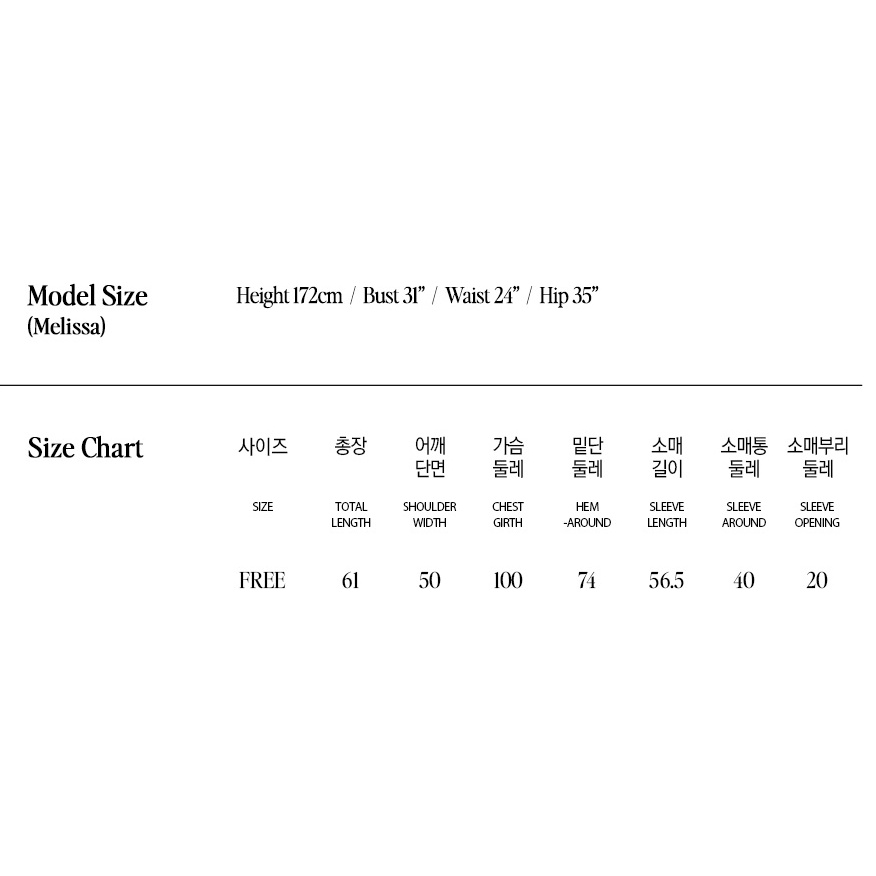 Model Size
(Melissa)
Height 172cm / Bust 31” / Waist 24” / Hip 35”
Size Chart
사이즈 총장 어깨 가슴 밑단 소매 소매통 소매부리
단면 둘레 둘레 길이 둘레 둘레
SIZE TOTAL SHOULDER CHEST HEM SLEEVE SLEEVE SLEEVE
LENGTH WIDTH GIRTH -AROUND LENGTH AROUND OPENING
FREE 61 50 100 74 56.5 40 20